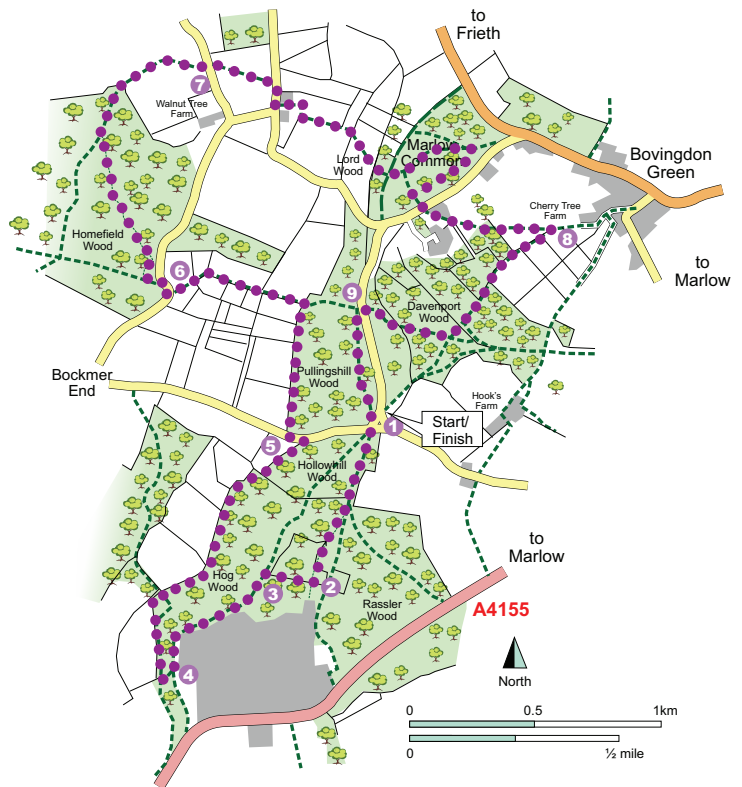 to
Frieth
7
Walnut Tree
Farm
Lord
Wood
Marlow
Common
Bovingdon
Green
Cherry Tree
Farm
8
Homefield
Wood
6
to
Marlow
9
Davenport
Wood
Bockmer
End
Pullingshill
Wood
Hook's
Farm
Start/
Finish
1
5
Hollowhill
Wood
to
Marlow
Hog
Wood
3
2
Rassler
Wood
A4155
4
North
0 0.5 1km
0 ½ mile